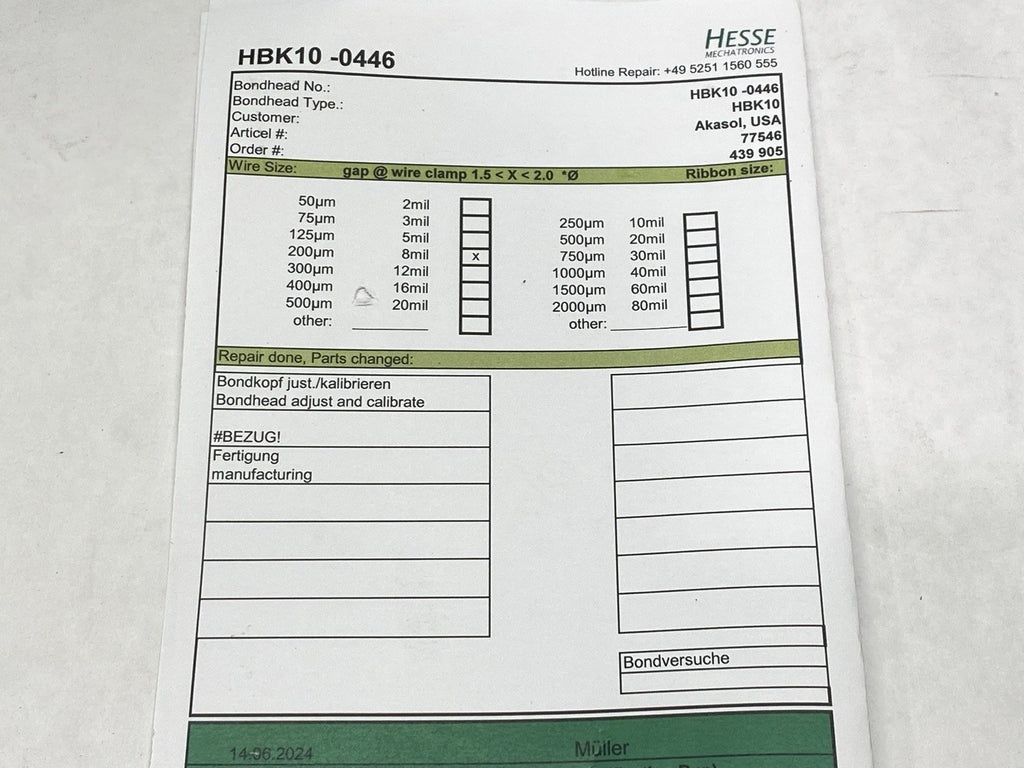 HBK10 -0446
HESSE
MECHATRONICS
Hotline Repair: +49 5251 1560 555
Bondhead No.: HBK10 -0446
Bondhead Type.: HBK10
Customer: Akasol, USA
Articel #: 77546
Order #: 439 905
Wire Size: gap @ wire clamp 1.5 < X < 2.0 *Ø Ribbon size:
50µm 2mil
75µm 3mil 250µm 10mil
125µm 5mil 500µm 20mil
200µm 8mil x 750µm 30mil
300µm 12mil 1000µm 40mil
400µm 16mil 1500µm 60mil
500µm 20mil 2000µm 80mil
other: other:
Repair done, Parts changed:
Bondkopf just./kalibrieren
Bondhead adjust and calibrate
#BEZUG!
Fertigung
manufacturing
Bondversuche
14.06.2024 Müller